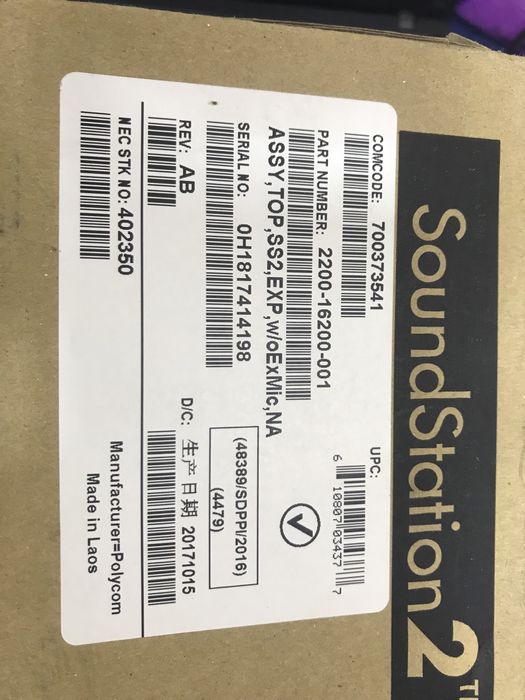 SoundStation2
COMCODE: 700373541
UPC:
6 10807 03437 7
PART NUMBER: 2200-16200-001
ASSY,TOP,SS2,EXP,w/oExMic,NA
SERIAL NO: 0H1817414198
(48389/SDPPI/2016)
(4479)
REV: AB
D/C: 生产日期 20171015
NEC STK NO: 402350
Manufacturer=Polycom
Made in Laos